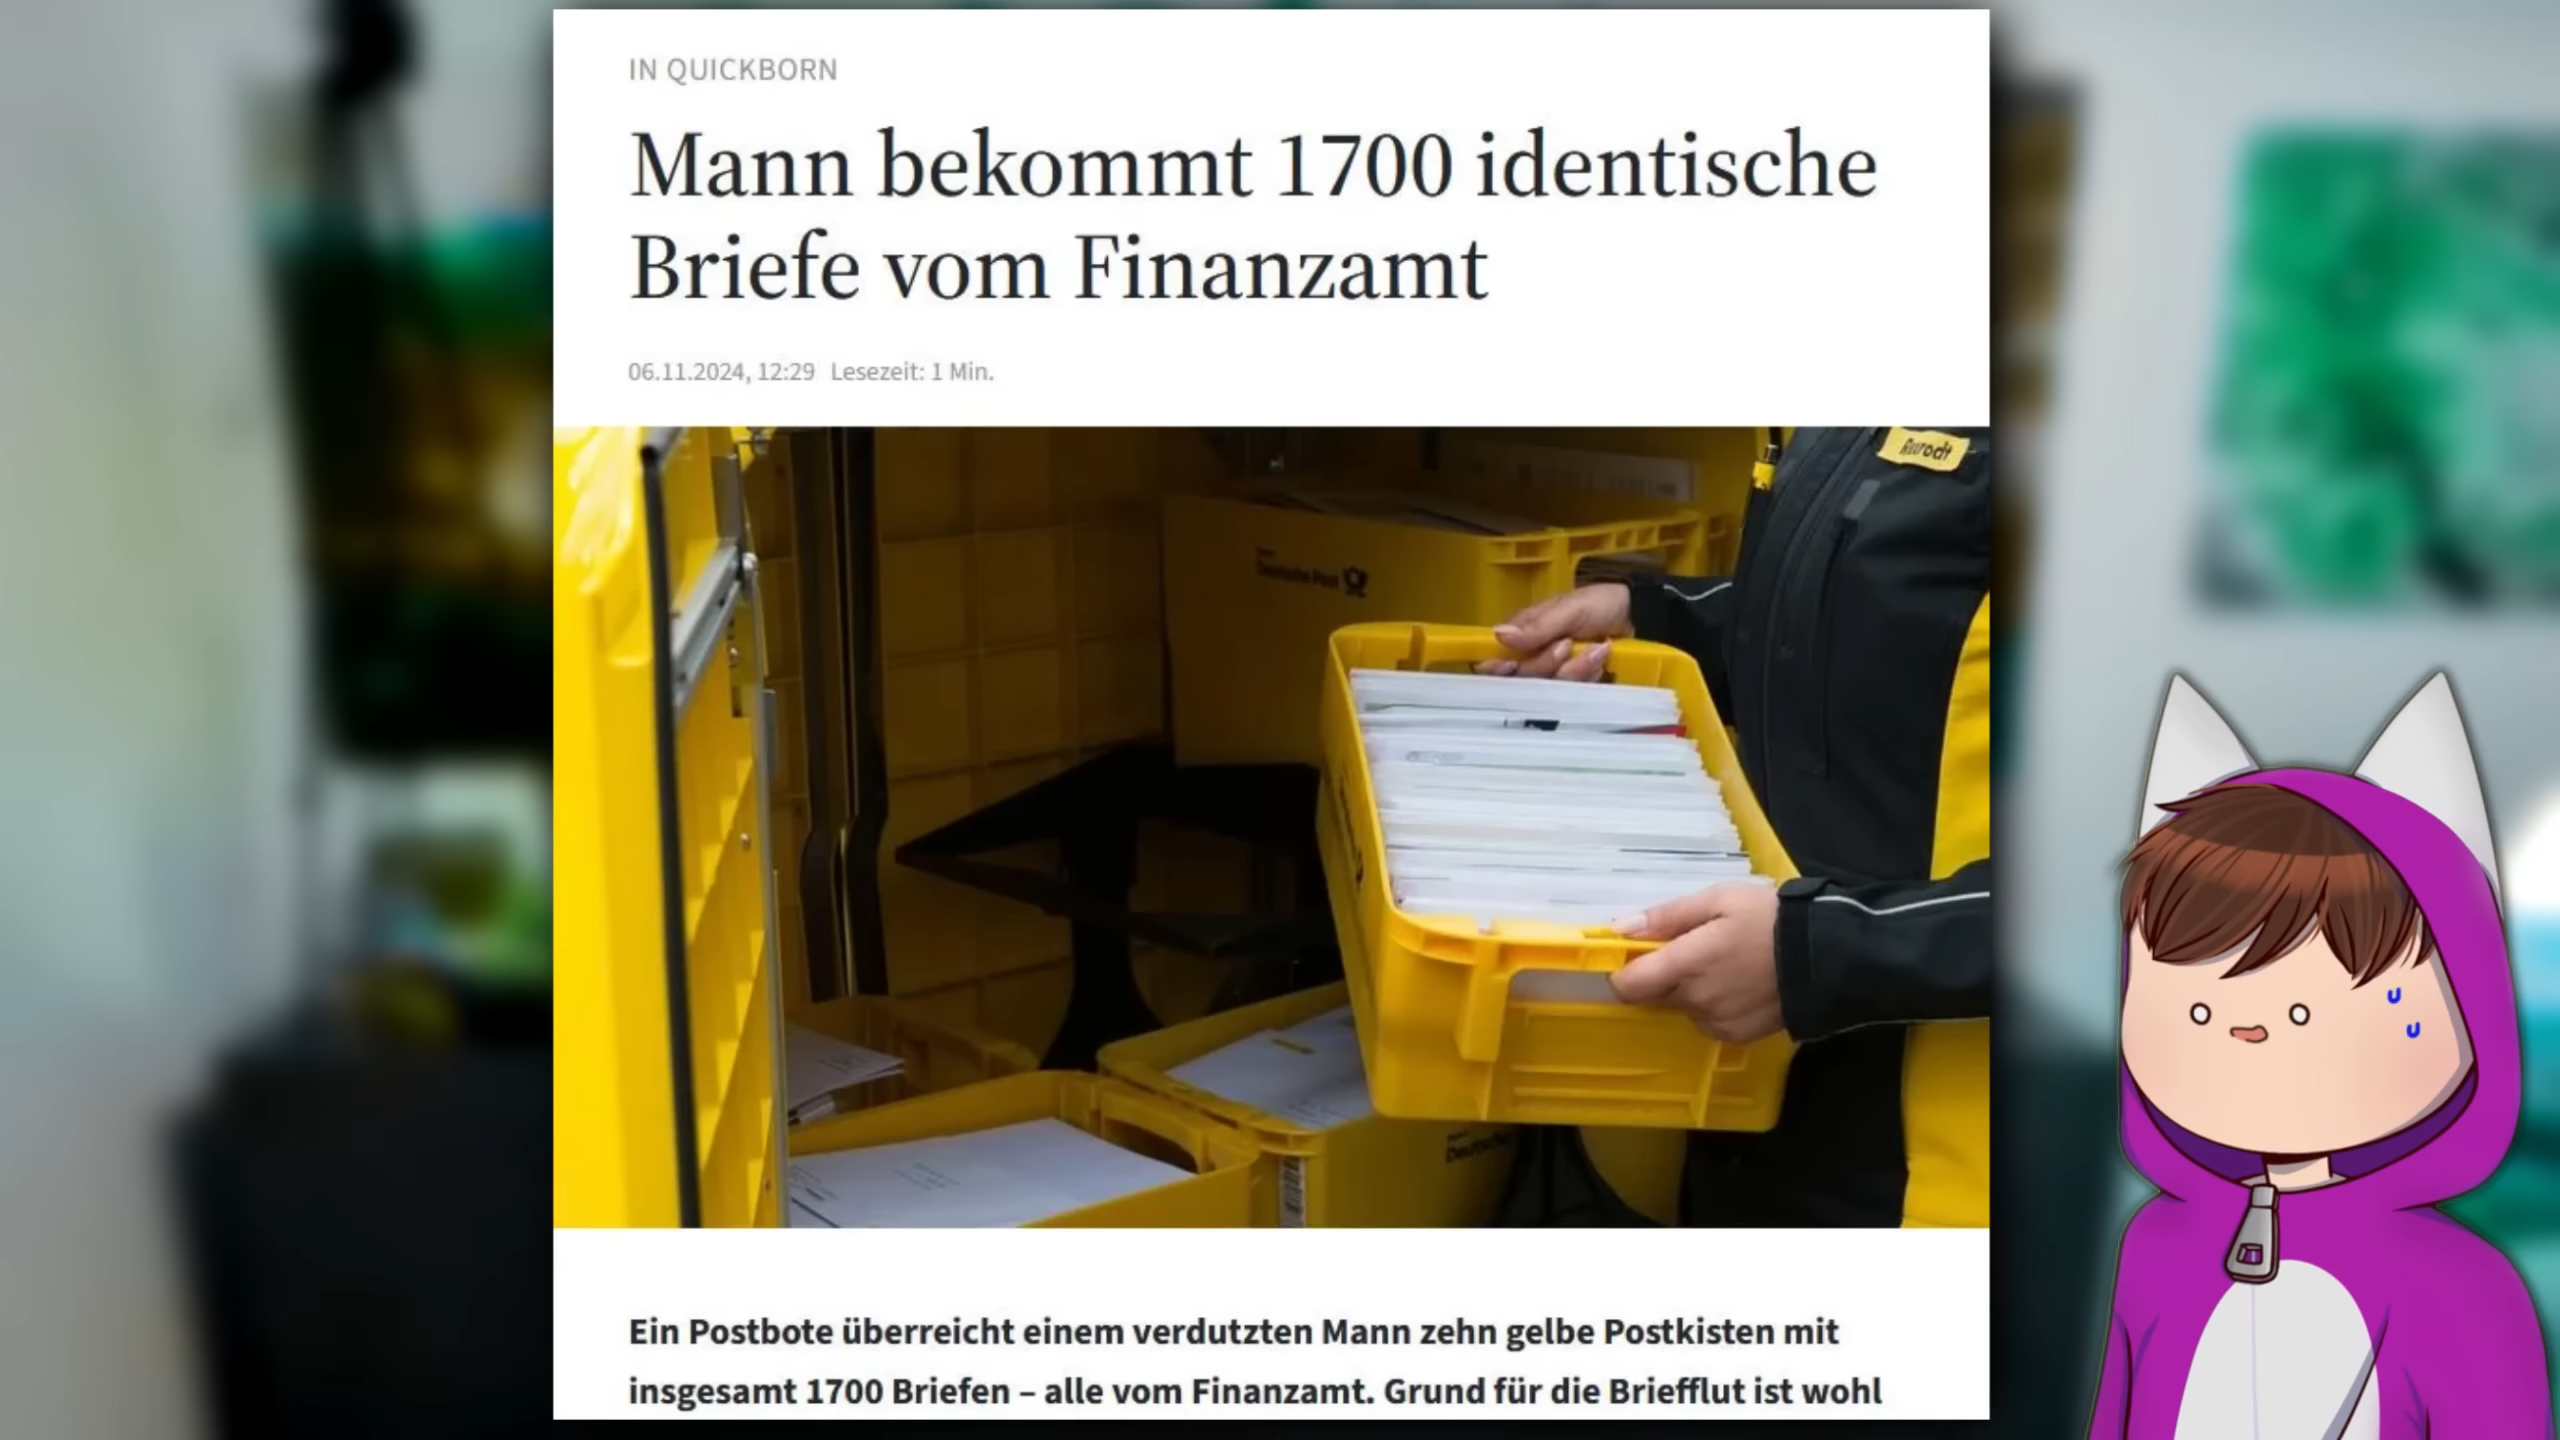 IN QUICKBORN
Mann bekommt 1700 identische
Briefe vom Finanzamt
06.11.2024, 12:29 Lesezeit: 1 Min.
Deutsche Post
Ein Postbote überreicht einem verdutzten Mann zehn gelbe Postkisten mit
insgesamt 1700 Briefen – alle vom Finanzamt. Grund für die Briefflut ist wohl